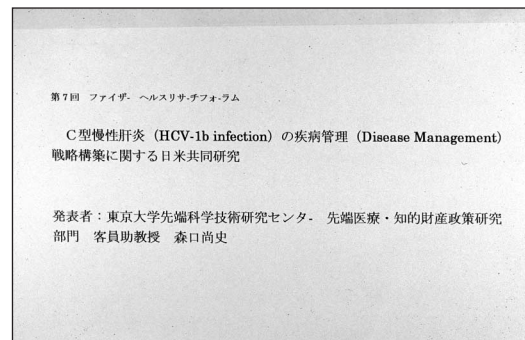 第７回　ファイザ-　ヘルスリサ-チフォ-ラム
Ｃ型慢性肝炎（HCV-1b infection）の疾病管理（Disease Management）
戦略構築に関する日米共同研究
発表者：東京大学先端科学技術研究センタ-　先端医療・知的財産政策研究
部門　客員助教授　森口尚史